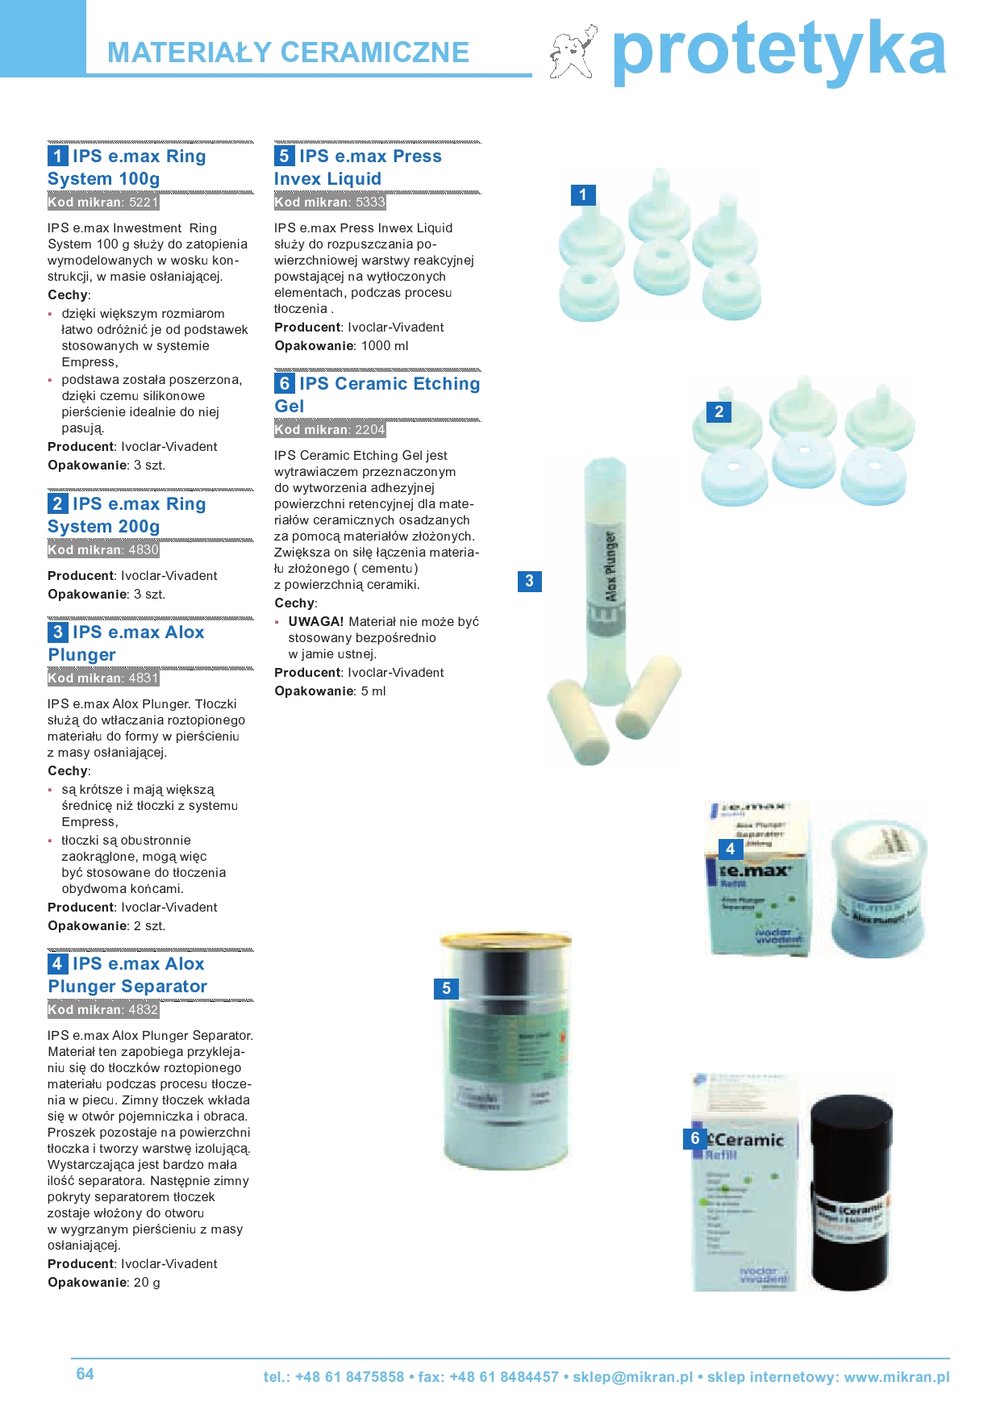 MATERIAŁY CERAMICZNE
protetyka
1 IPS e.max Ring
System 100g
Kod mikran: 5221
IPS e.max Inwestment Ring
System 100 g służy do zatopienia
wymodelowanych w wosku kon-
strukcji, w masie osłaniającej.
Cechy:
▪ dzięki większym rozmiarom
łatwo odróżnić je od podstawek
stosowanych w systemie
Empress,
▪ podstawa została poszerzona,
dzięki czemu silikonowe
pierścienie idealnie do niej
pasują.
Producent: Ivoclar-Vivadent
Opakowanie: 3 szt.
2 IPS e.max Ring
System 200g
Kod mikran: 4830
Producent: Ivoclar-Vivadent
Opakowanie: 3 szt.
3 IPS e.max Alox
Plunger
Kod mikran: 4831
IPS e.max Alox Plunger. Tłoczki
służą do wtłaczania roztopionego
materiału do formy w pierścieniu
z masy osłaniającej.
Cechy:
▪ są krótsze i mają większą
średnicę niż tłoczki z systemu
Empress,
▪ tłoczki są obustronnie
zaokrąglone, mogą więc
być stosowane do tłoczenia
obydwoma końcami.
Producent: Ivoclar-Vivadent
Opakowanie: 2 szt.
4 IPS e.max Alox
Plunger Separator
Kod mikran: 4832
IPS e.max Alox Plunger Separator.
Materiał ten zapobiega przykleja-
niu się do tłoczków roztopionego
materiału podczas procesu tłocze-
nia w piecu. Zimny tłoczek wkłada
się w otwór pojemniczka i obraca.
Proszek pozostaje na powierzchni
tłoczka i tworzy warstwę izolującą.
Wystarczająca jest bardzo mała
ilość separatora. Następnie zimny
pokryty separatorem tłoczek
zostaje włożony do otworu
w wygrzanym pierścieniu z masy
osłaniającej.
Producent: Ivoclar-Vivadent
Opakowanie: 20 g
5 IPS e.max Press
Invex Liquid
Kod mikran: 5333
IPS e.max Press Inwex Liquid
służy do rozpuszczania po-
wierzchniowej warstwy reakcyjnej
powstającej na wytłoczonych
elementach, podczas procesu
tłoczenia .
Producent: Ivoclar-Vivadent
Opakowanie: 1000 ml
6 IPS Ceramic Etching
Gel
Kod mikran: 2204
IPS Ceramic Etching Gel jest
wytrawiaczem przeznaczonym
do wytworzenia adhezyjnej
powierzchni retencyjnej dla mate-
riałów ceramicznych osadzanych
za pomocą materiałów złożonych.
Zwiększa on siłę łączenia materia-
łu złożonego ( cementu)
z powierzchnią ceramiki.
Cechy:
▪ UWAGA! Materiał nie może być
stosowany bezpośrednio
w jamie ustnej.
Producent: Ivoclar-Vivadent
Opakowanie: 5 ml
1
2
3
Alox Plunger
4
e.max
Alox Plunger
Separator
e.max
Refill
Alox Plunger
Separator
ivoclar
vivadent
e.max
Alox Plunger
5
6
Ceramic
Refill
ivoclar
vivadent
Ceramic
Etching gel
64
tel.: +48 61 8475858 • fax: +48 61 8484457 • sklep@mikran.pl • sklep internetowy: www.mikran.pl